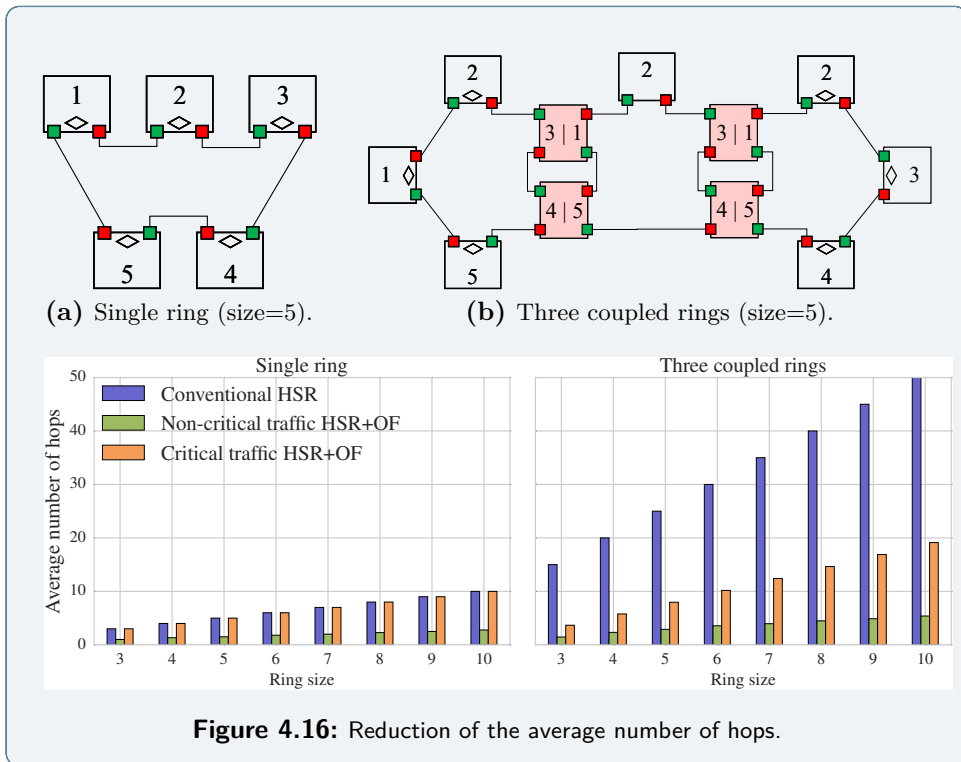 1 2 3
5 4
(a) Single ring (size=5).
2 2 2
3 | 1 3 | 1
1 3
4 | 5 4 | 5
5 4
(b) Three coupled rings (size=5).
Single ring
Conventional HSR
Non-critical traffic HSR+OF
Critical traffic HSR+OF
Average number of hops
50
40
30
20
10
0
3 4 5 6 7 8 9 10
Ring size
Three coupled rings
3 4 5 6 7 8 9 10
Ring size
Figure 4.16: Reduction of the average number of hops.